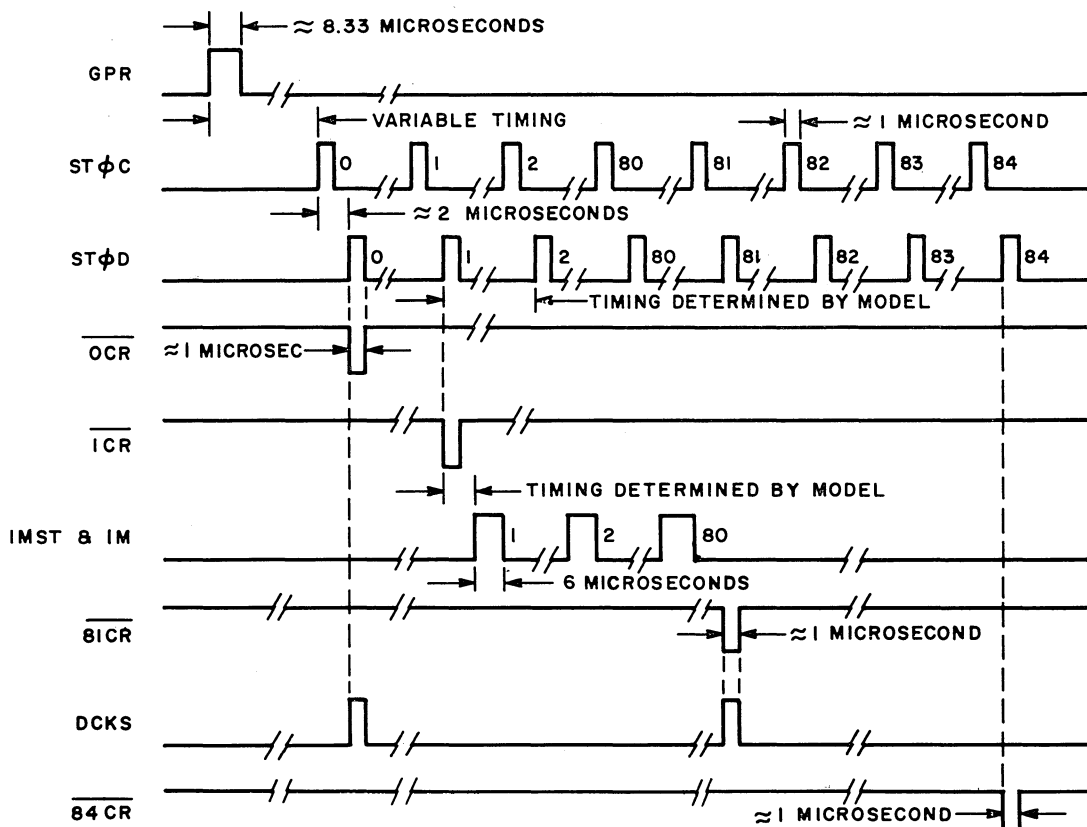 ≈ 8.33 MICROSECONDS
GPR
VARIABLE TIMING
≈ 1 MICROSECOND
STϕC
0 1 2 80 81 82 83 84
≈ 2 MICROSECONDS
STϕD
0 1 2 80 81 82 83 84
TIMING DETERMINED BY MODEL
OCR
≈ 1 MICROSEC
ICR
TIMING DETERMINED BY MODEL
IMST & IM
1 2 80
6 MICROSECONDS
81CR
≈ 1 MICROSECOND
DCKS
84CR
≈ 1 MICROSECOND